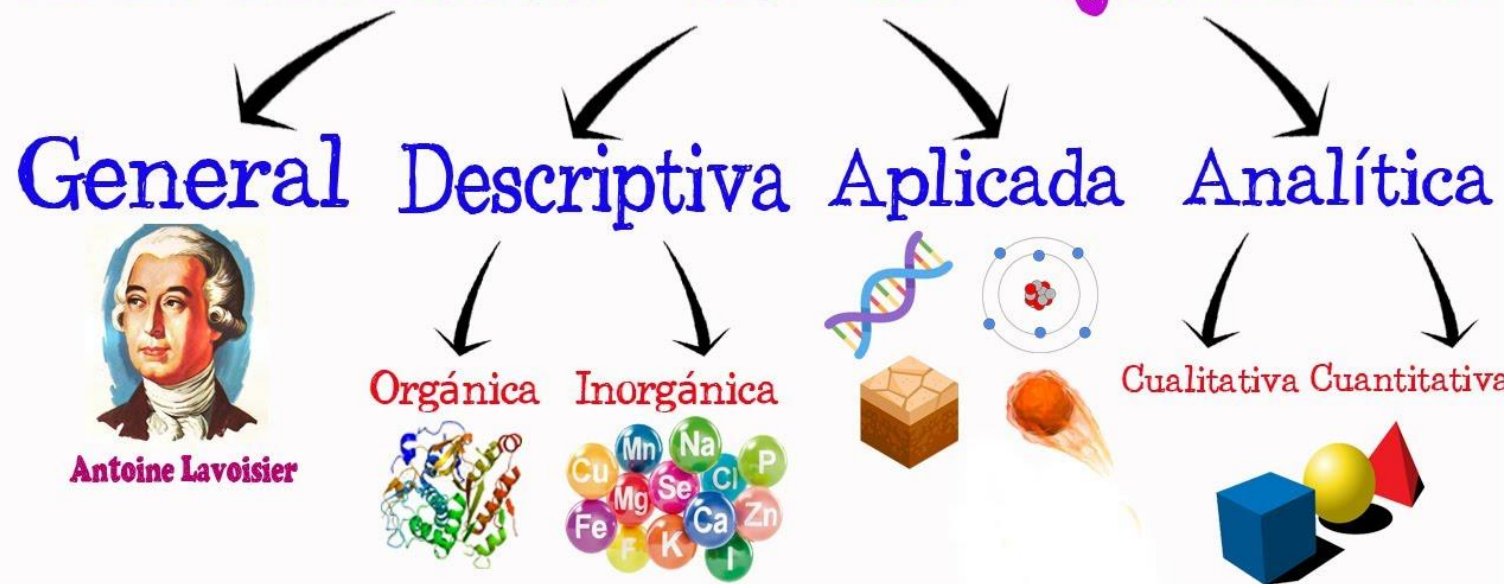 General Descriptiva Aplicada Analítica
Orgánica Inorgánica
Cualitativa Cuantitativa
Antoine Lavoisier
Cu Mn Na P
Mg Se Cl
Fe Ca Zn
F K I